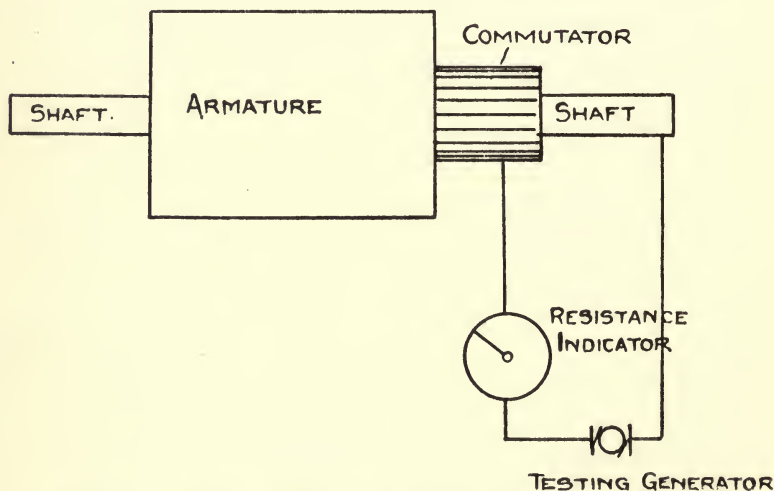 COMMUTATOR
SHAFT.
ARMATURE
SHAFT
RESISTANCE
INDICATOR
TESTING GENERATOR